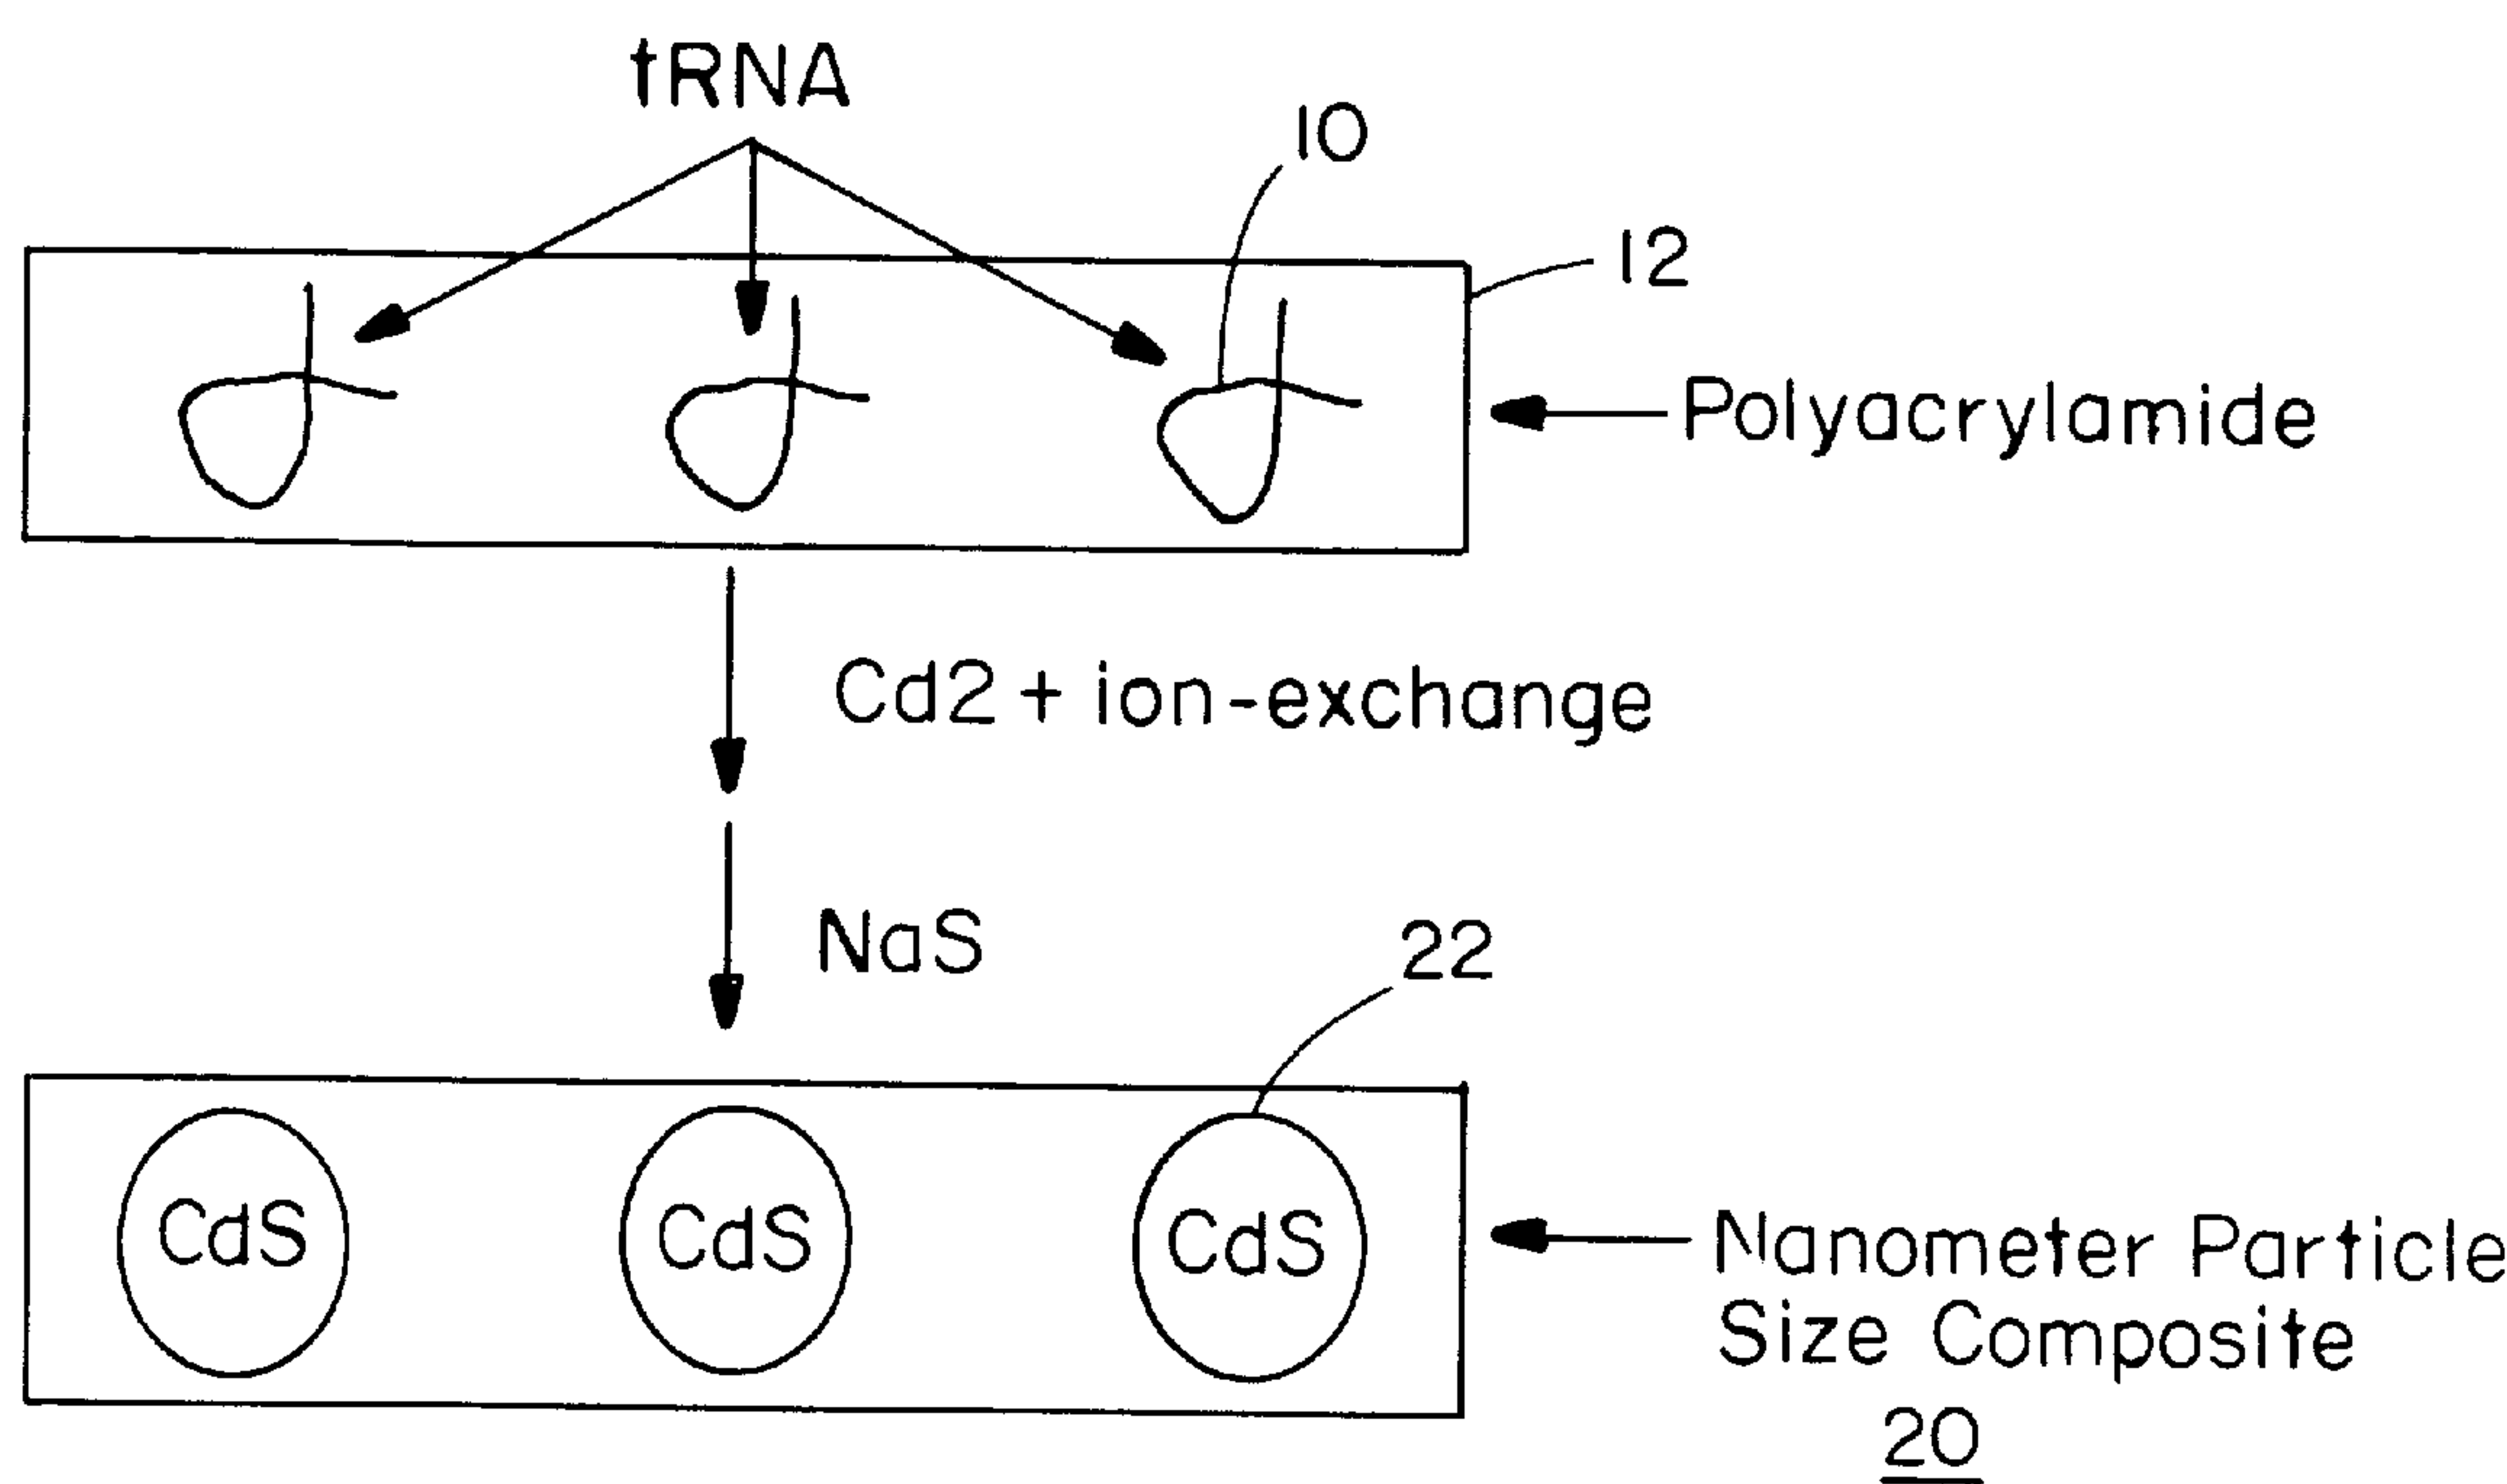 tRNA
10
12
Polyacrylamide
Cd2+ ion-exchange
NaS
22
CdS CdS CdS
Nanometer Particle
Size Composite
20